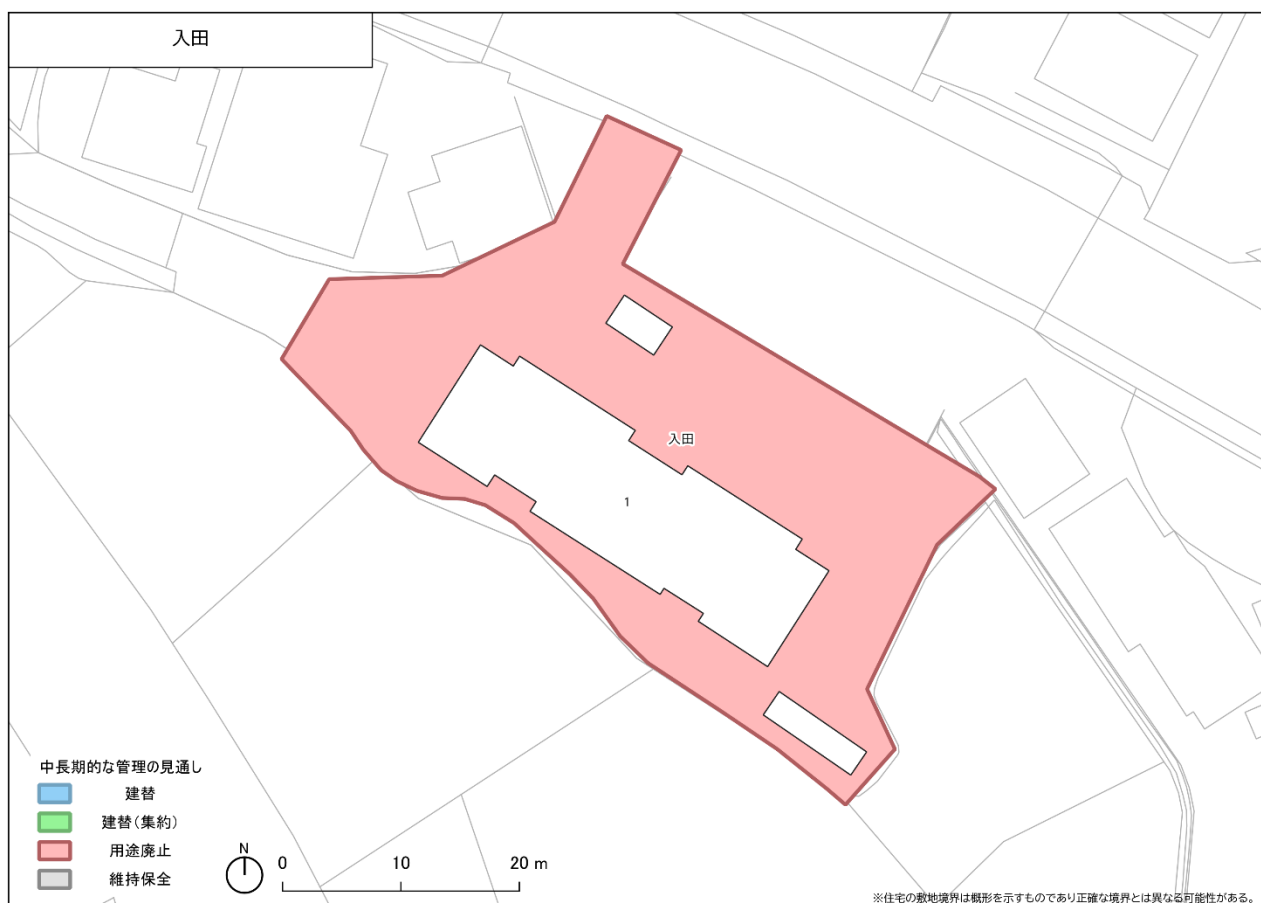 入田
入田
1
中長期的な管理の見通し
建替
建替(集約)
用途廃止
維持保全
N
0 10 20 m
※住宅の敷地境界は概形を示すものであり正確な境界とは異なる可能性がある。